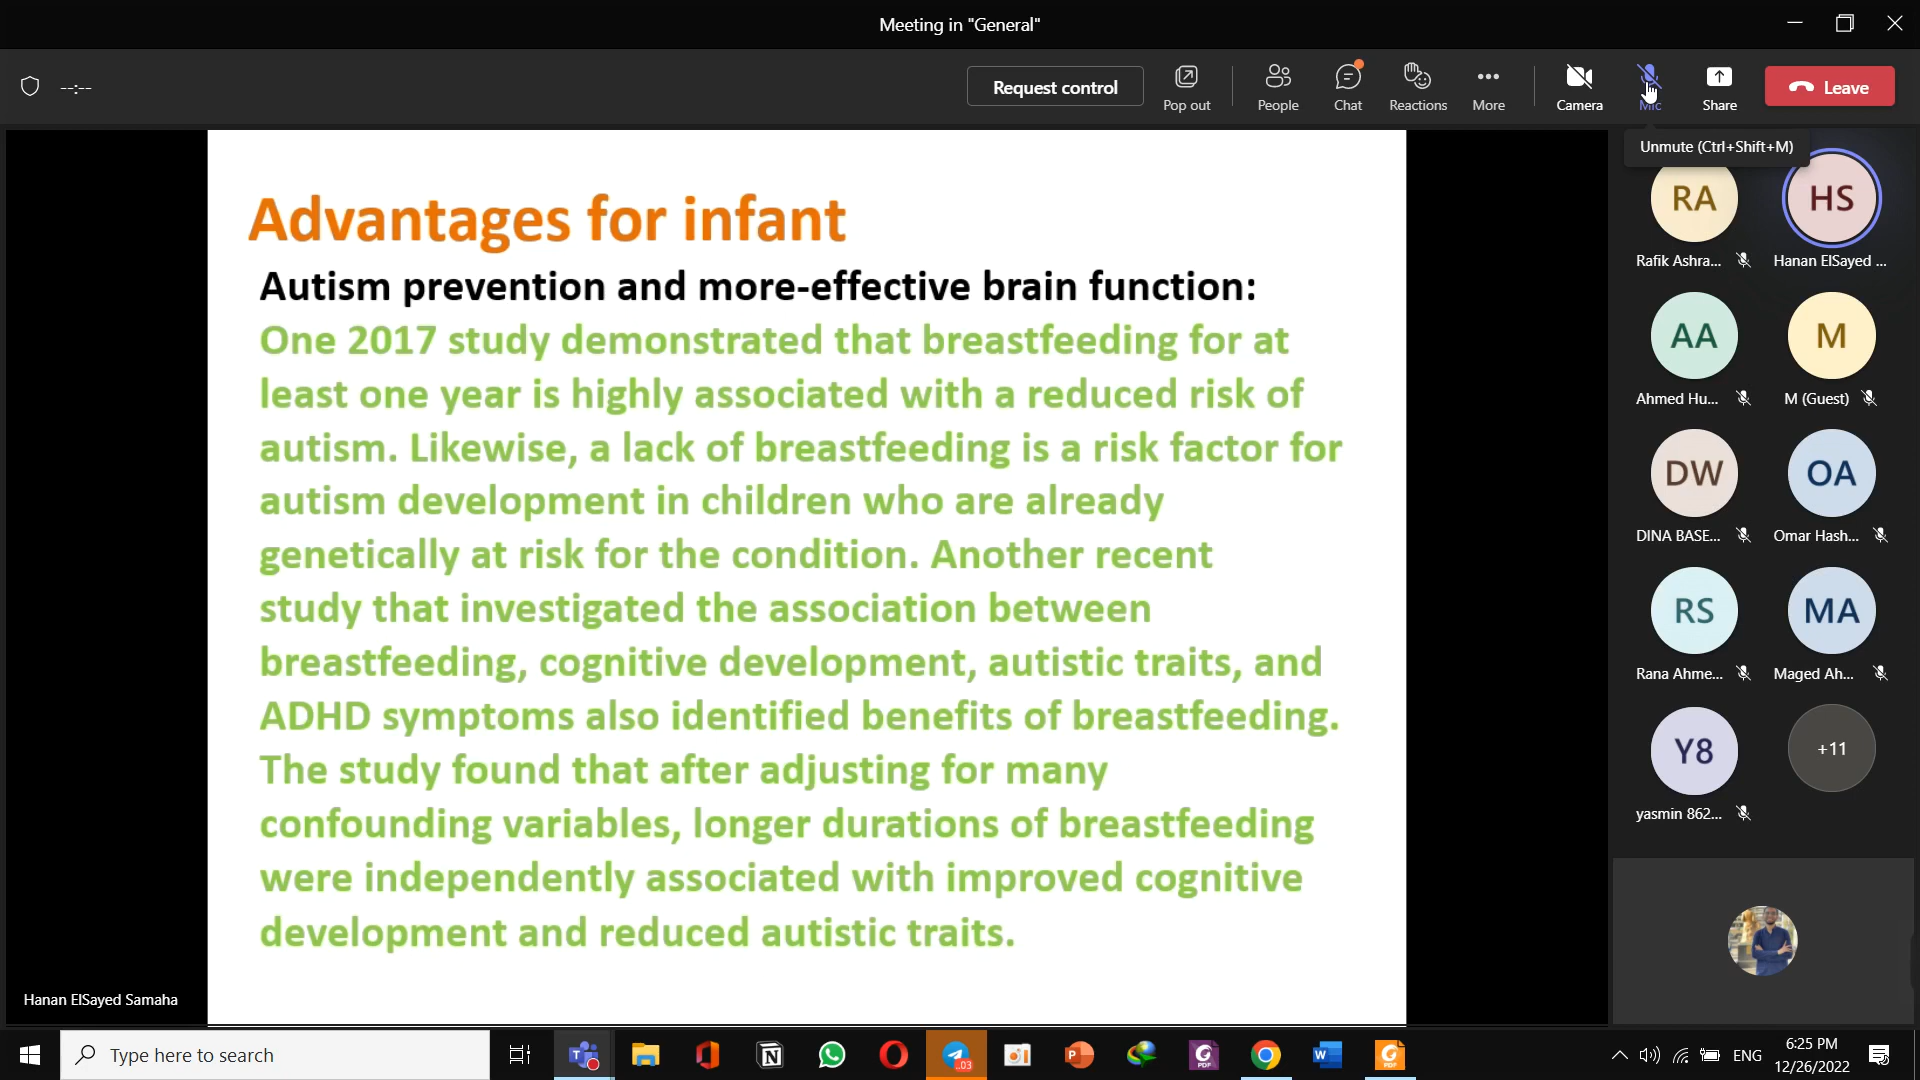 Meeting in "General"
--:--
Request control
Pop out
People
Chat
Reactions
More
Camera
Mic
Share
Leave
Unmute (Ctrl+Shift+M)
Advantages for infant
Autism prevention and more-effective brain function:
One 2017 study demonstrated that breastfeeding for at
least one year is highly associated with a reduced risk of
autism. Likewise, a lack of breastfeeding is a risk factor for
autism development in children who are already
genetically at risk for the condition. Another recent
study that investigated the association between
breastfeeding, cognitive development, autistic traits, and
ADHD symptoms also identified benefits of breastfeeding.
The study found that after adjusting for many
confounding variables, longer durations of breastfeeding
were independently associated with improved cognitive
development and reduced autistic traits.
Hanan ElSayed Samaha
RA
HS
Rafik Ashra...
Hanan ElSayed ...
AA
M
Ahmed Hu...
M (Guest)
DW
OA
DINA BASE...
Omar Hash...
RS
MA
Rana Ahme...
Maged Ah...
Y8
+11
yasmin 862...
Type here to search
..03
PDF
PDF
ENG
6:25 PM
12/26/2022